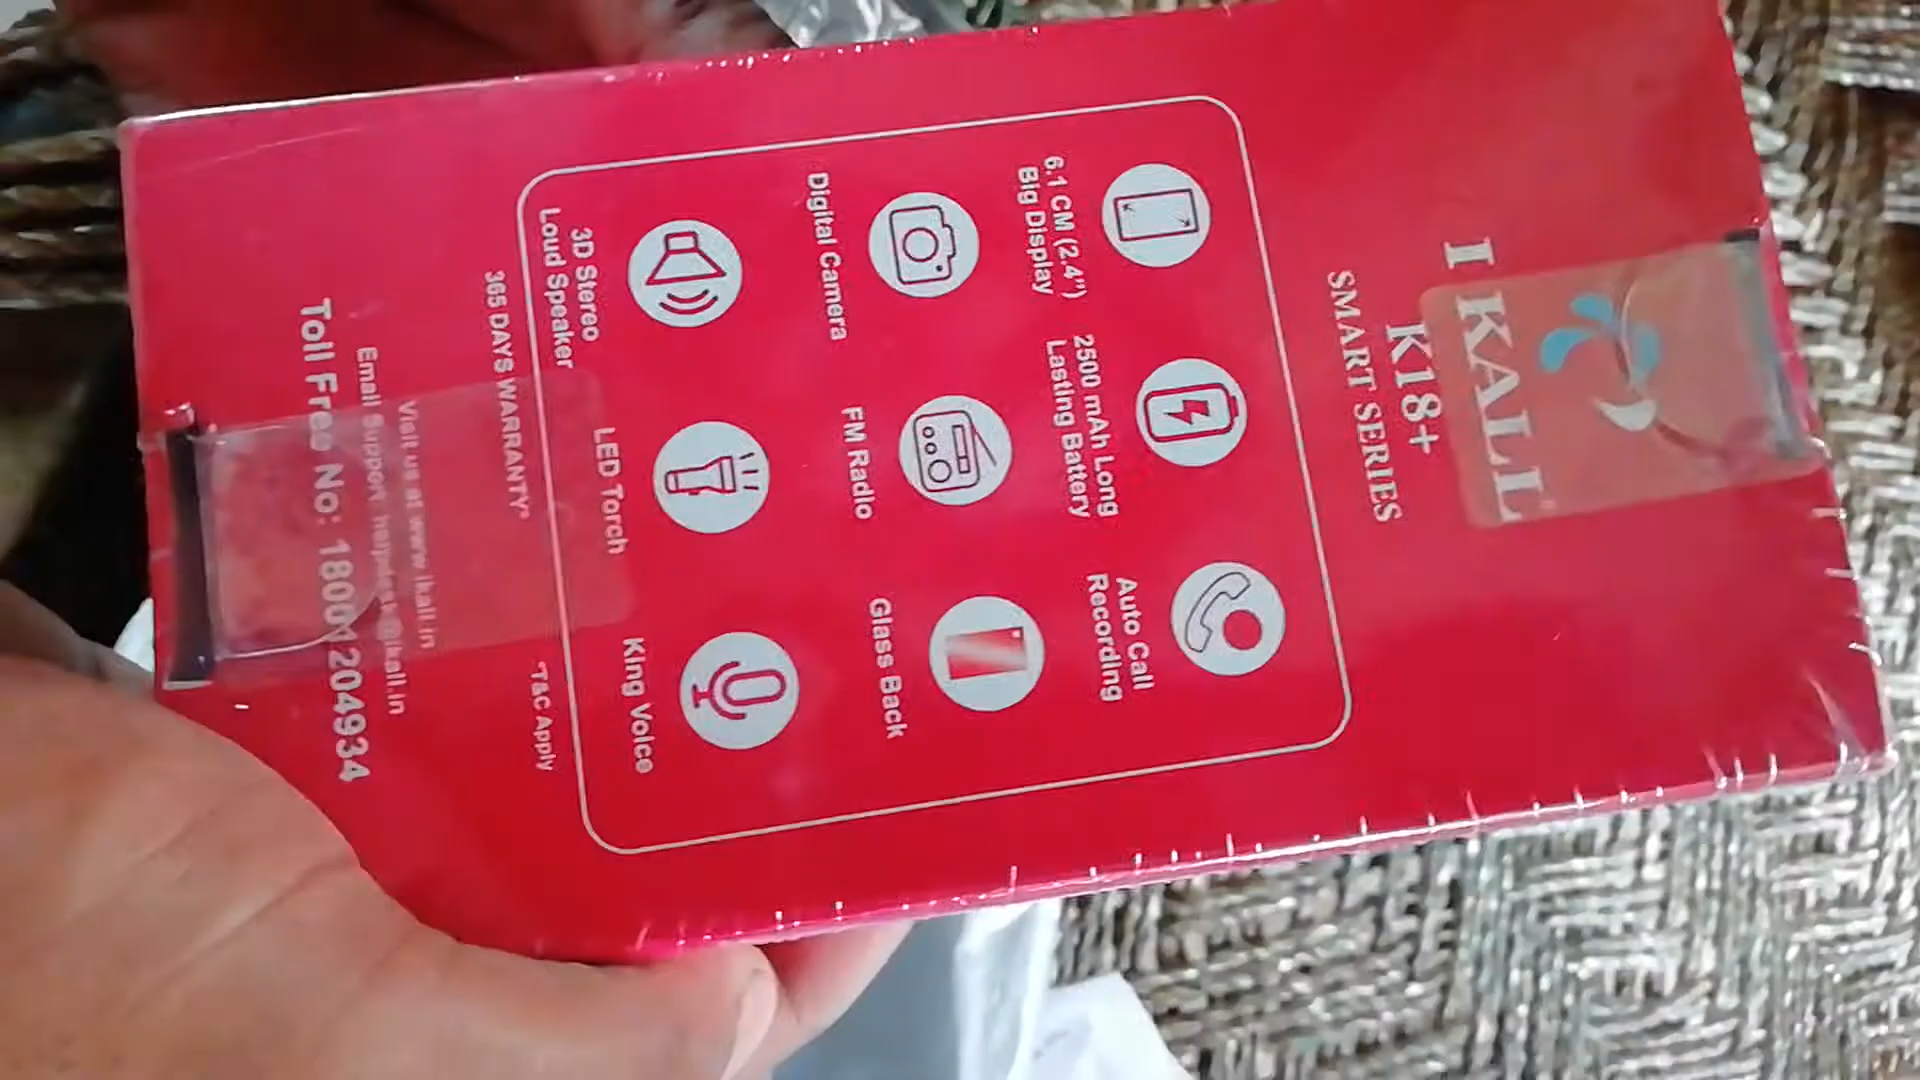 I KALL
K18+
SMART SERIES
6.1 CM (2.4")
Big Display
2500 mAh Long
Lasting Battery
Auto Call
Recording
Digital Camera
FM Radio
Glass Back
3D Stereo
Loud Speaker
LED Torch
King Voice
365 DAYS WARRANTY*
*T&C Apply
Visit us at www.ikall.in
Email Support: helpdesk@ikall.in
Toll Free No: 18001204934